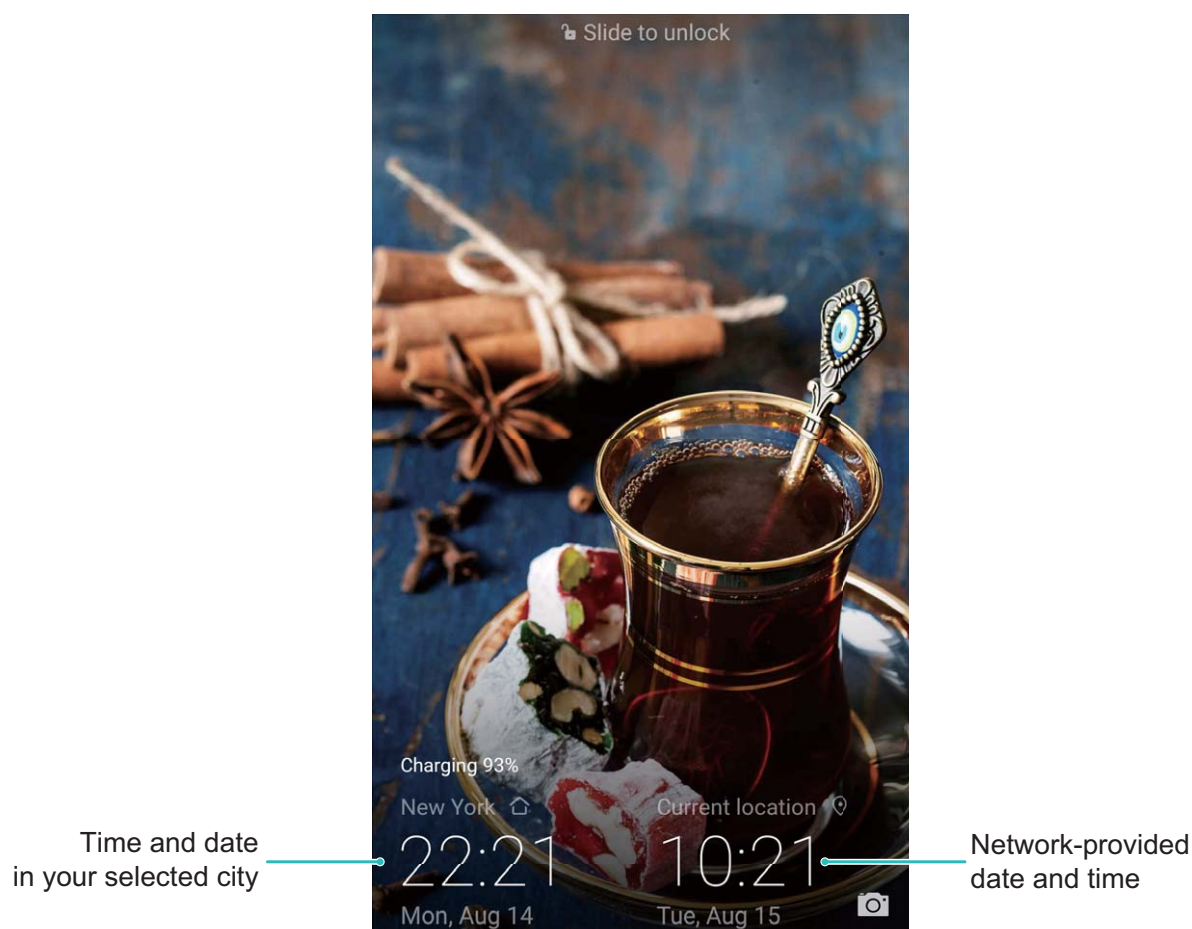 Slide to unlock
Charging 93%
New York
Current location
22:21
10:21
Mon, Aug 14
Tue, Aug 15
Time and date
in your selected city
Network-provided
date and time